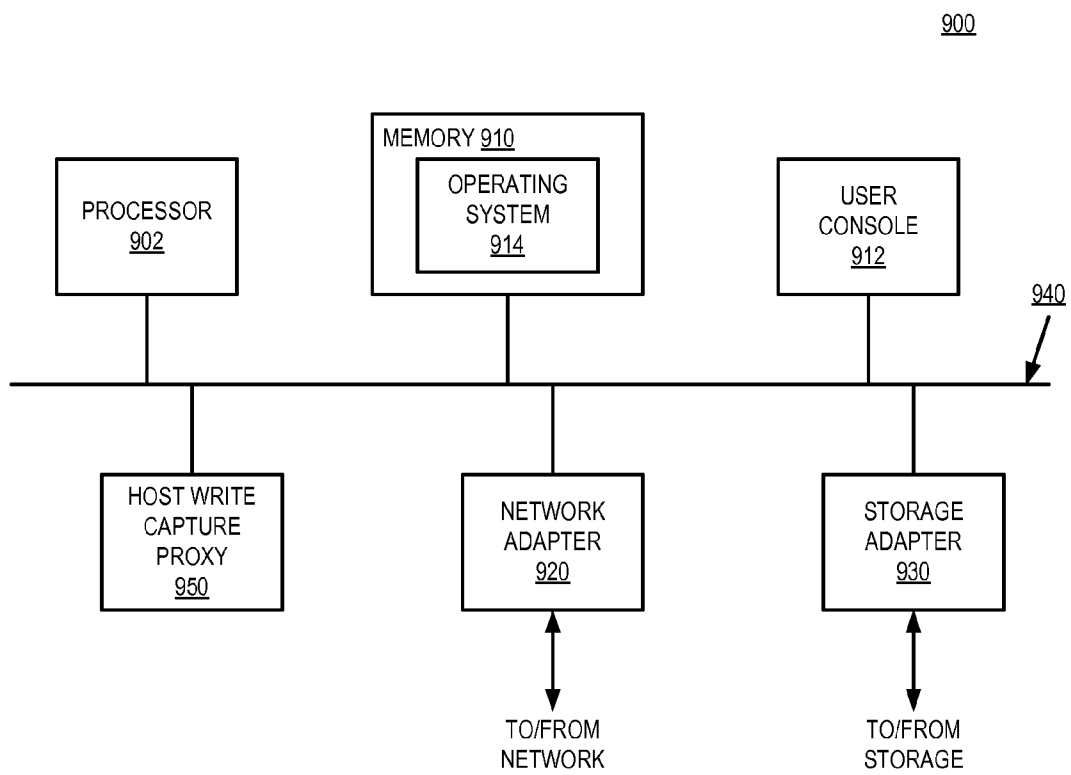 900
MEMORY 910
OPERATING
SYSTEM
914
PROCESSOR
902
USER
CONSOLE
912
940
HOST WRITE
CAPTURE
PROXY
950
NETWORK
ADAPTER
920
STORAGE
ADAPTER
930
TO/FROM
NETWORK
TO/FROM
STORAGE